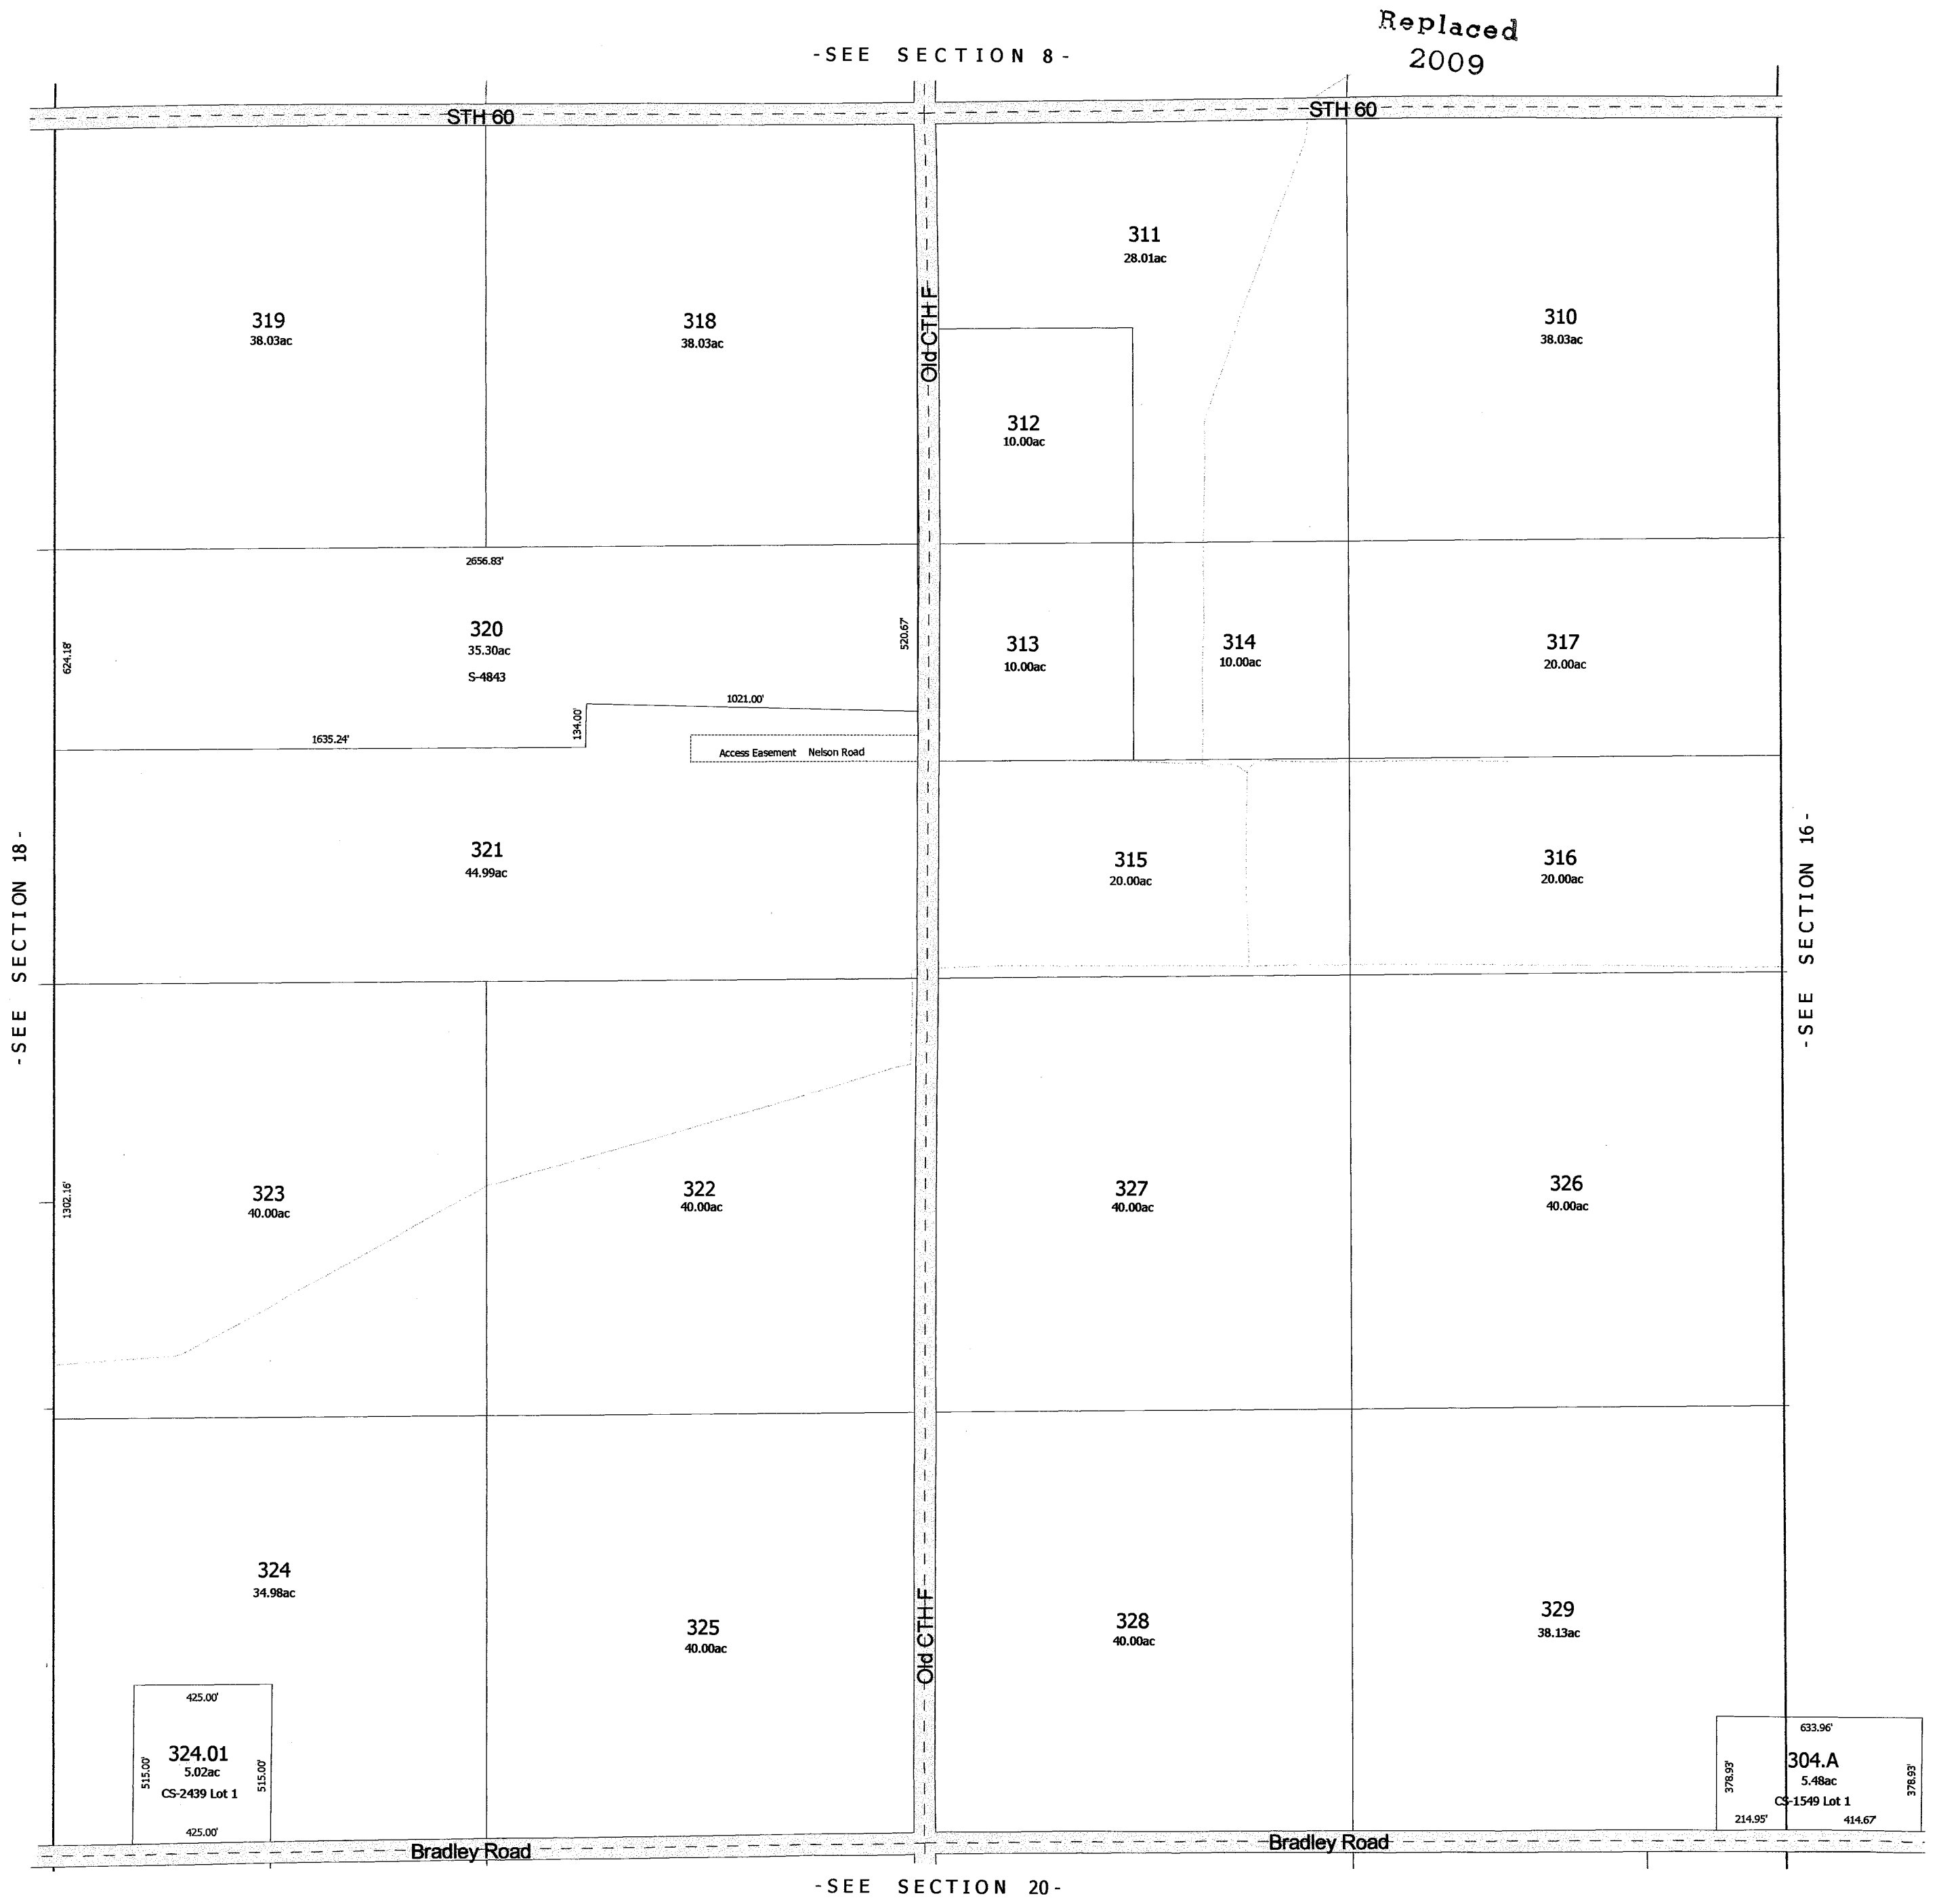 Replaced
2009
-SEE SECTION 8-
STH 60
STH 60
311
28.01ac
319
38.03ac
318
38.03ac
Old CTH F
310
38.03ac
312
10.00ac
2656.83'
624.18'
320
35.30ac
S-4843
520.67'
313
10.00ac
314
10.00ac
317
20.00ac
1021.00'
134.00'
1635.24'
Access Easement Nelson Road
-SEE SECTION 18-
321
44.99ac
315
20.00ac
316
20.00ac
-SEE SECTION 16-
1302.16'
323
40.00ac
322
40.00ac
327
40.00ac
326
40.00ac
324
34.98ac
325
40.00ac
Old CTH F
328
40.00ac
329
38.13ac
425.00'
515.00'
324.01
5.02ac
CS-2439 Lot 1
515.00'
425.00'
633.96'
378.93'
304.A
5.48ac
CS-1549 Lot 1
378.93'
214.95'
414.67'
Bradley Road
Bradley Road
-SEE SECTION 20-